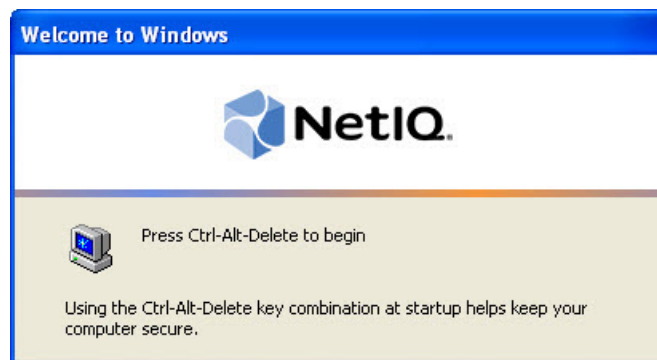 Welcome to Windows
NetIQ.
Press Ctrl-Alt-Delete to begin
Using the Ctrl-Alt-Delete key combination at startup helps keep your
computer secure.